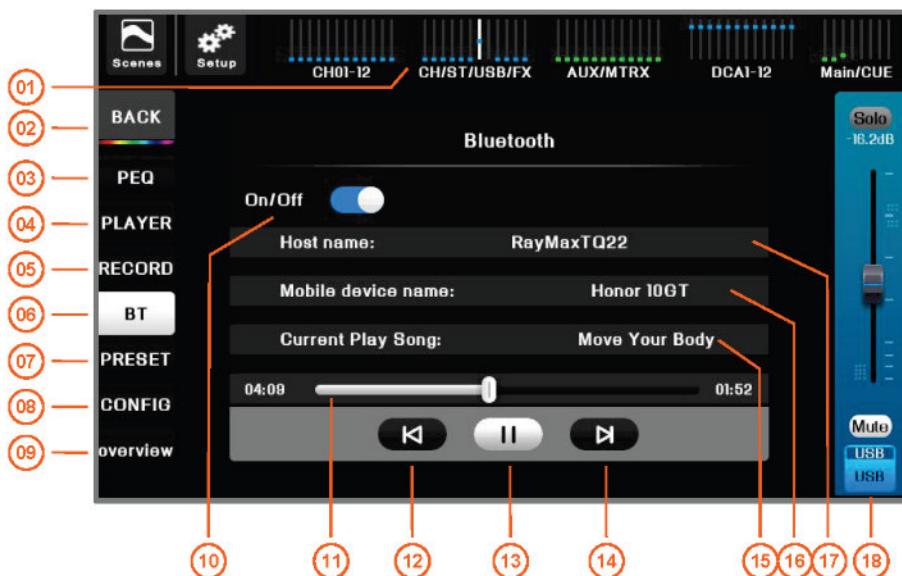 Scenes Setup CH01-12 CH/ST/USB/FX AUX/MTRX DCA1-12 Main/CUE
01
02 BACK
Bluetooth
Solo
-16.2dB
03 PEQ
On/Off
04 PLAYER
Host name: RayMaxTQ22
05 RECORD
Mobile device name: Honor 10GT
06 BT
Current Play Song: Move Your Body
07 PRESET
04:09 01:52
08 CONFIG
Mute
09 overview
USB
USB
10 11 12 13 14 15 16 17 18